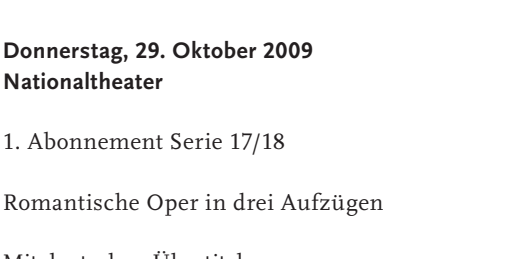 Donnerstag, 29. Oktober 2009
Nationaltheater
1. Abonnement Serie 17/18
Romantische Oper in drei Aufzügen